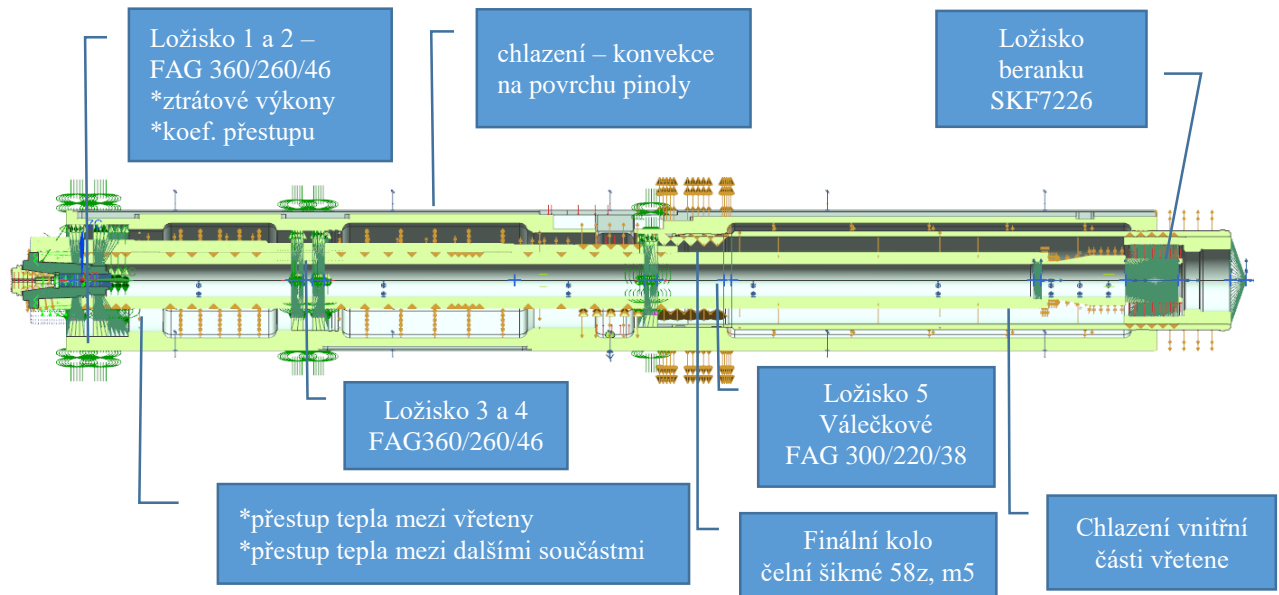 Ložisko 1 a 2 –
FAG 360/260/46
*ztrátové výkony
*koef. přestupu
chlazení – konvekce
na povrchu pinoly
Ložisko
beranku
SKF7226
Ložisko 3 a 4
FAG360/260/46
Ložisko 5
Válečkové
FAG 300/220/38
*přestup tepla mezi vřeteny
*přestup tepla mezi dalšími součástmi
Finální kolo
čelní šikmé 58z, m5
Chlazení vnitřní
části vřetene